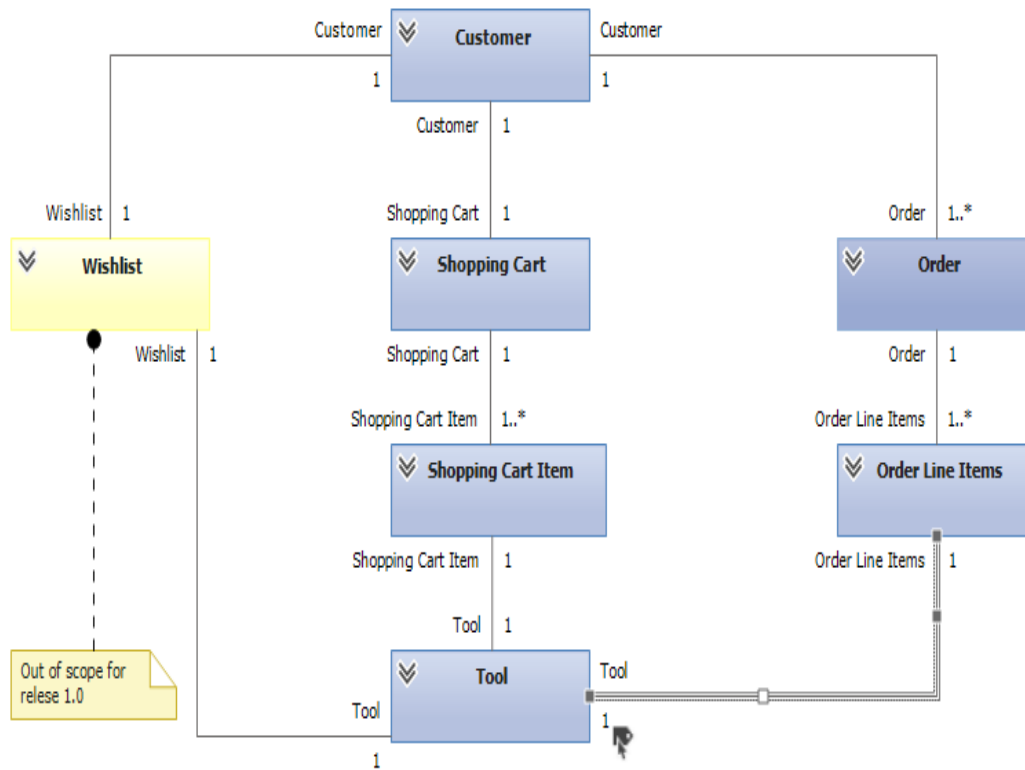 Customer
Customer
Customer
1
1
Customer 1
Wishlist 1
Shopping Cart 1
Order 1..*
Wishlist
Shopping Cart
Order
Wishlist 1
Shopping Cart 1
Order 1
Shopping Cart Item 1..*
Order Line Items 1..*
Shopping Cart Item
Order Line Items
Shopping Cart Item 1
Order Line Items 1
Tool 1
Out of scope for
relese 1.0
Tool
Tool
Tool
1
1